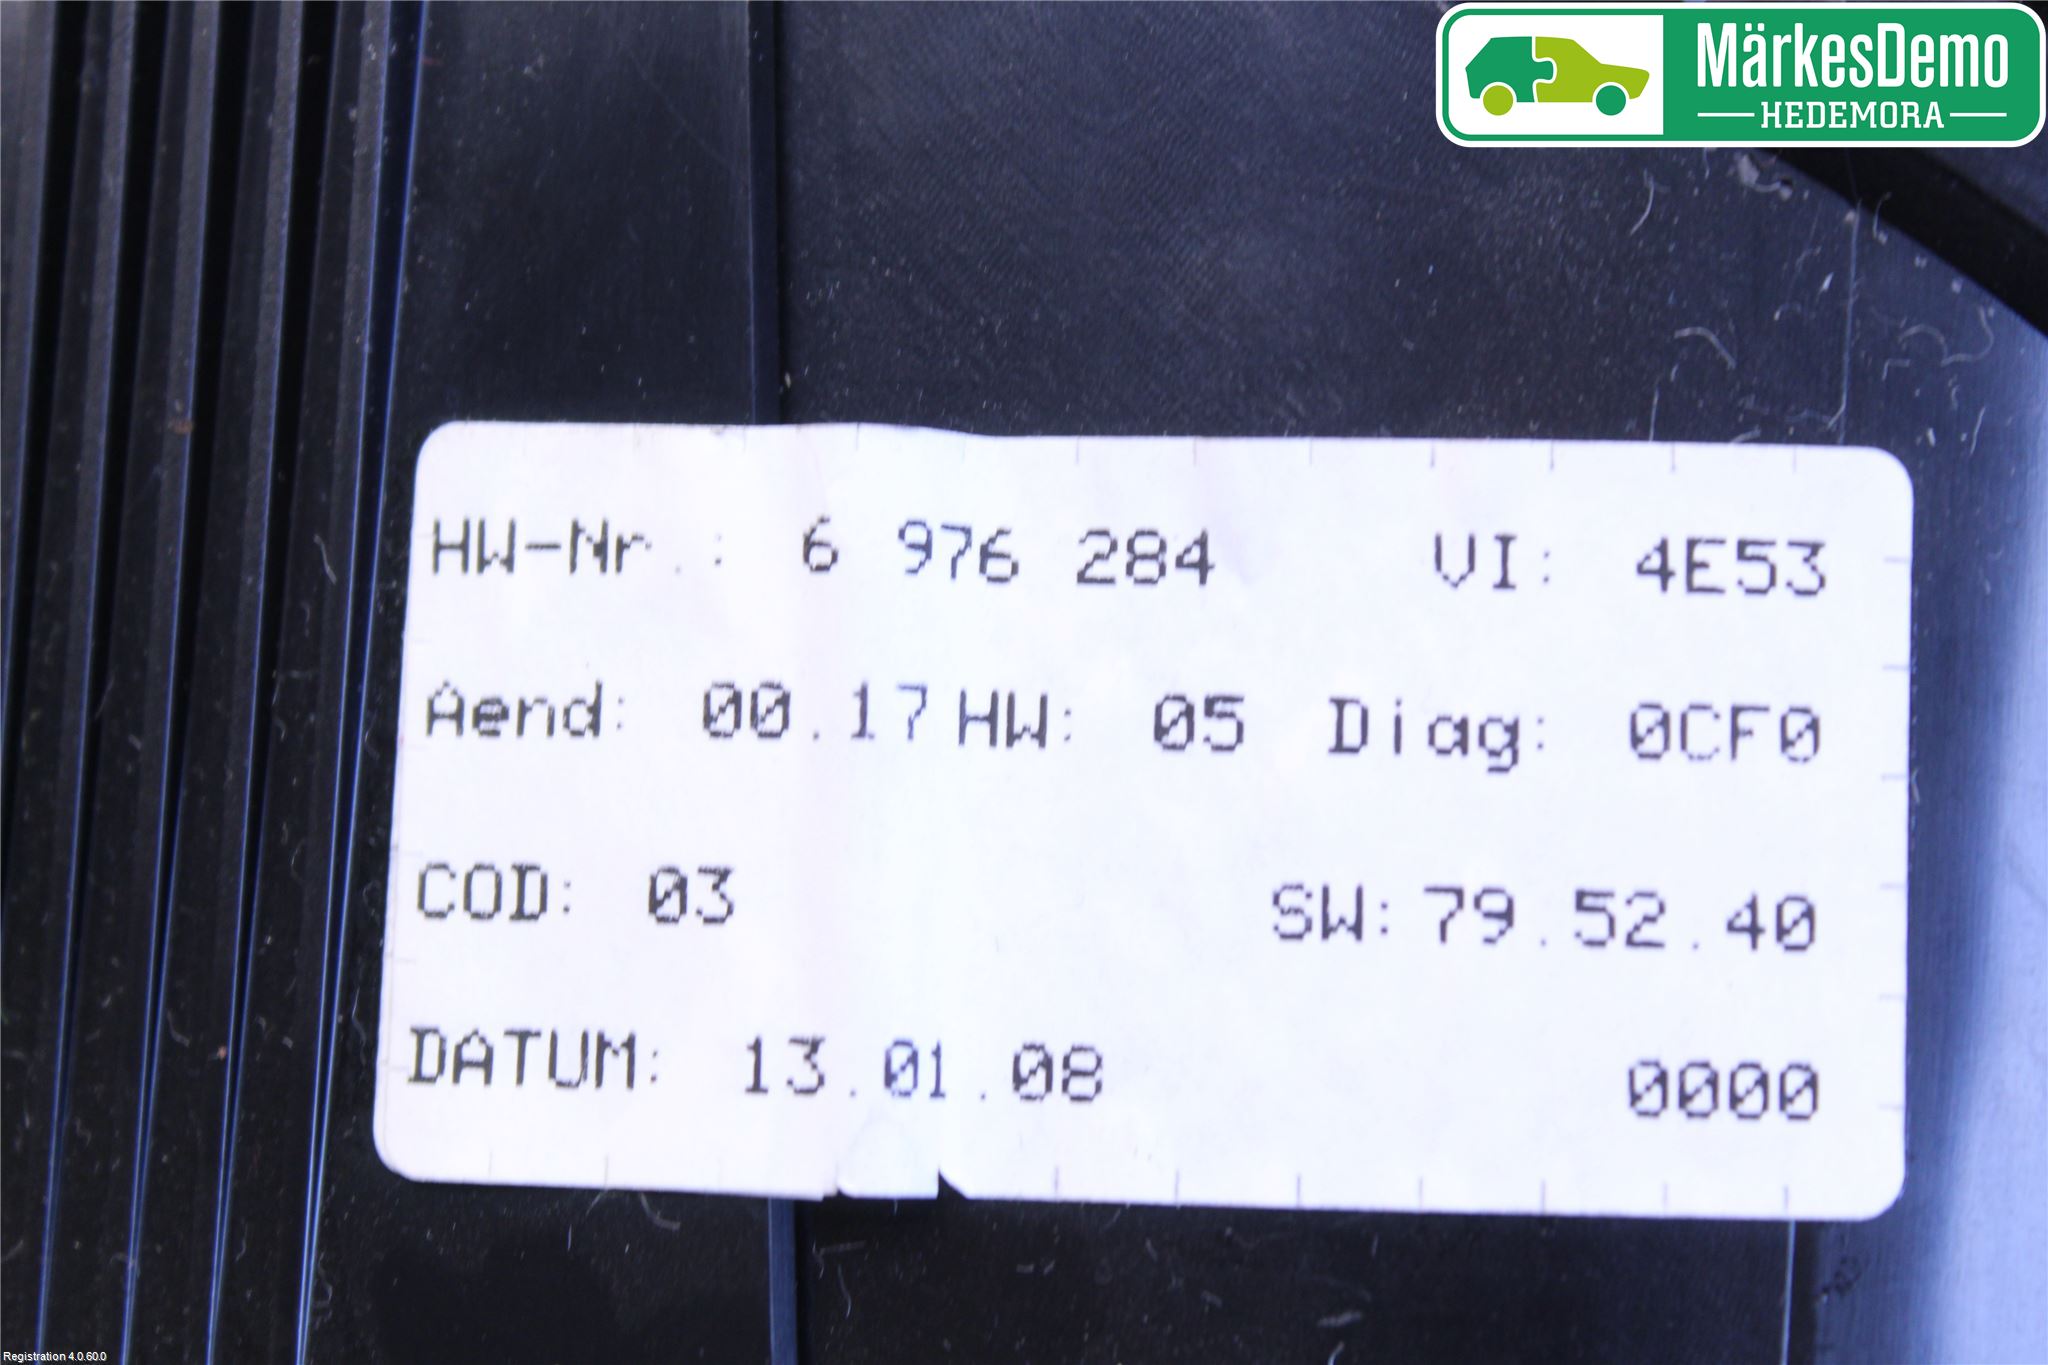 MärkesDemo
HEDEMORA
HW-Nr.: 6 976 284 VI: 4E53
Aend: 00.17 HW: 05 Diag: 0CF0
COD: 03 SW: 79.52.40
DATUM: 13.01.08 0000
Registration 4.0.60.0